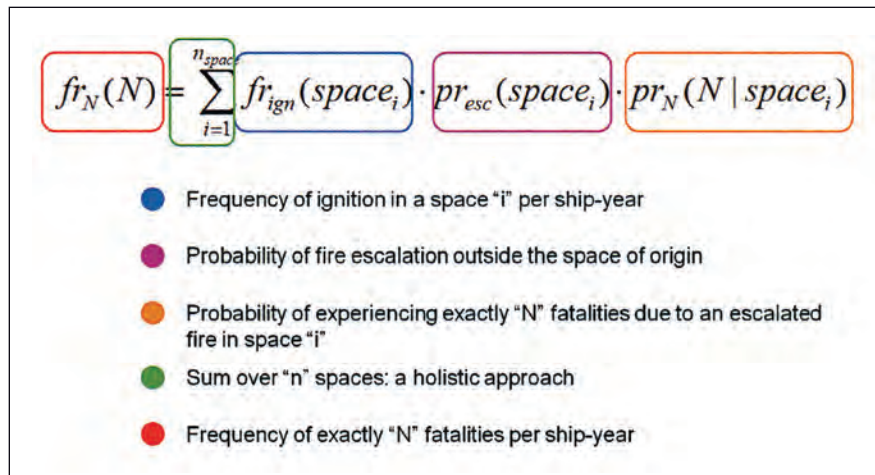 n_spac
fr_N(N) = ∑ fr_ign(space_i) · pr_esc(space_i) · pr_N(N | space_i)
i=1
Frequency of ignition in a space “i” per ship-year
Probability of fire escalation outside the space of origin
Probability of experiencing exactly “N” fatalities due to an escalated
fire in space “i”
Sum over “n” spaces: a holistic approach
Frequency of exactly “N” fatalities per ship-year